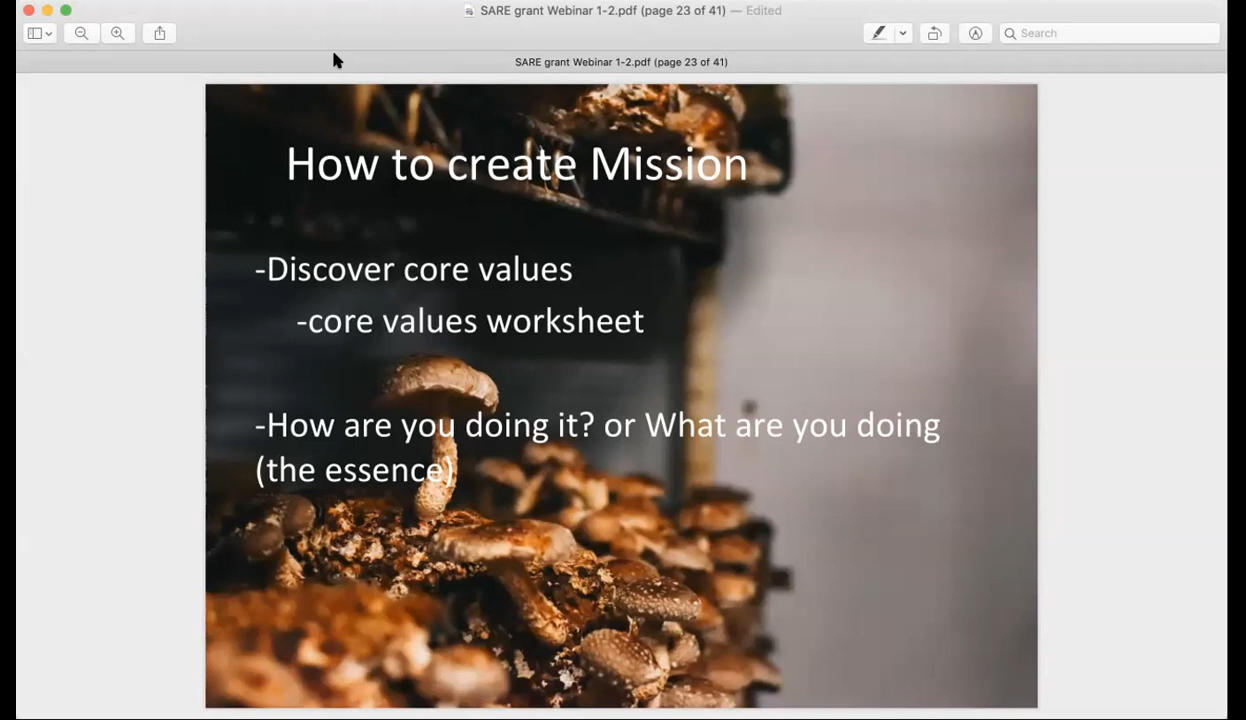 SARE grant Webinar 1-2.pdf (page 23 of 41) — Edited
Search
SARE grant Webinar 1-2.pdf (page 23 of 41)
How to create Mission
-Discover core values
-core values worksheet
-How are you doing it? or What are you doing
(the essence)